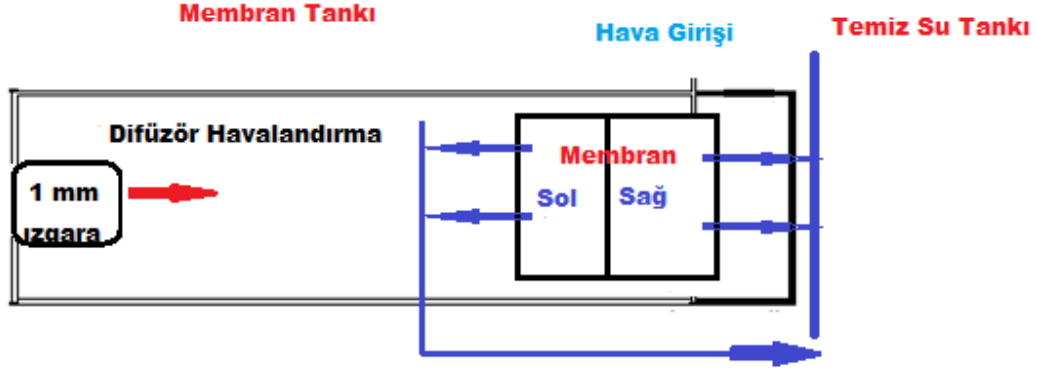 Membran Tankı
Hava Girişi
Temiz Su Tankı
Difüzör Havalandırma
1 mm
ızgara
Membran
Sol
Sağ